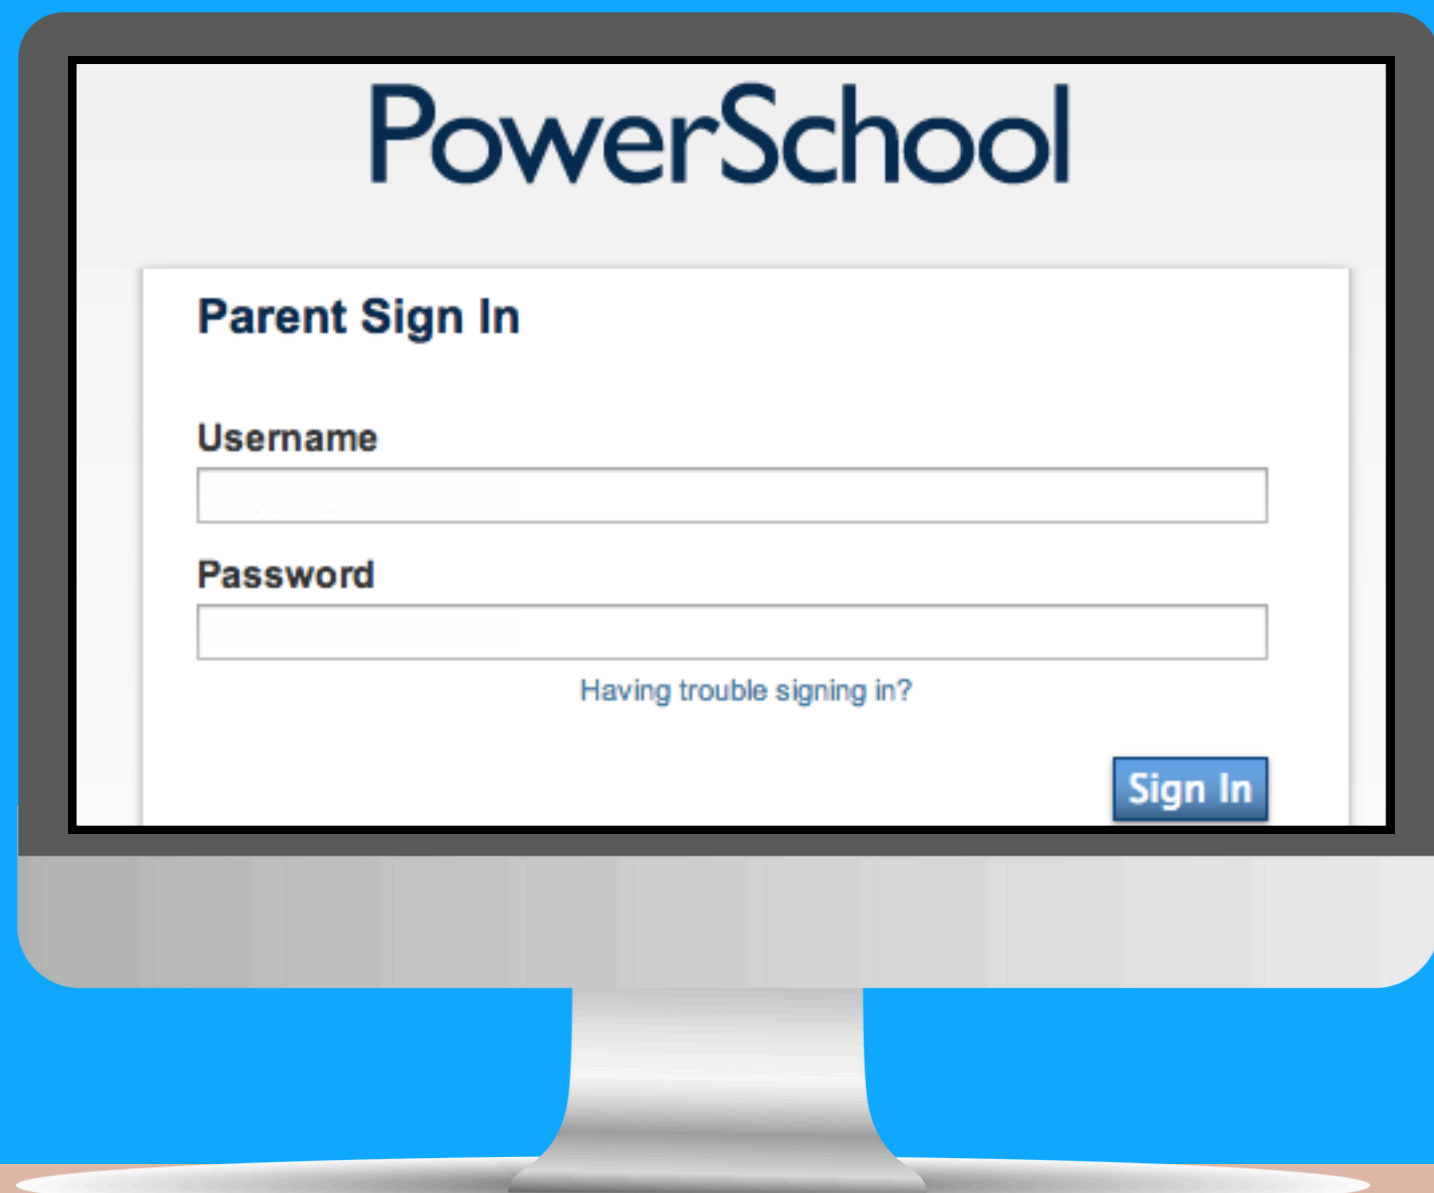 PowerSchool
Parent Sign In
Username
Password
Having trouble signing in?
Sign In